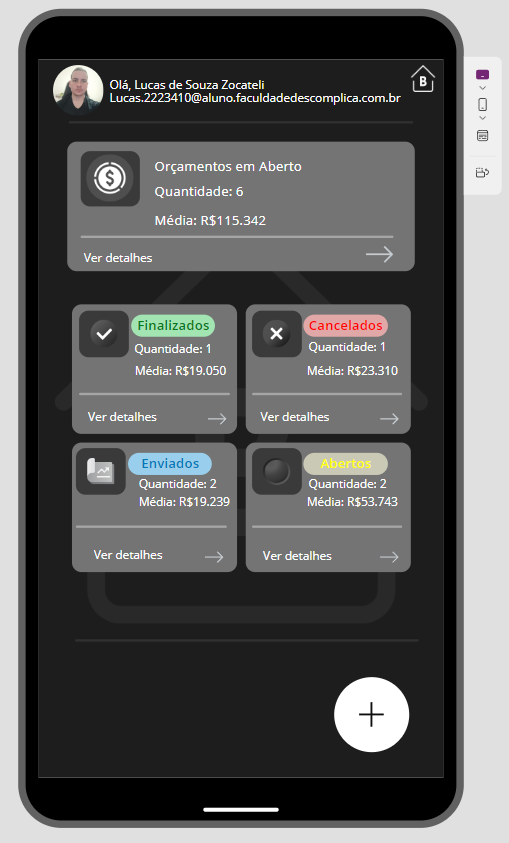 Olá, Lucas de Souza Zocateli
Lucas.2223410@aluno.faculdadedescomplica.com.br
B
Orçamentos em Aberto
Quantidade: 6
Média: R$115.342
Ver detalhes
Finalizados
Quantidade: 1
Média: R$19.050
Ver detalhes
Cancelados
Quantidade: 1
Média: R$23.310
Ver detalhes
Enviados
Quantidade: 2
Média: R$19.239
Ver detalhes
Abertos
Quantidade: 2
Média: R$53.743
Ver detalhes